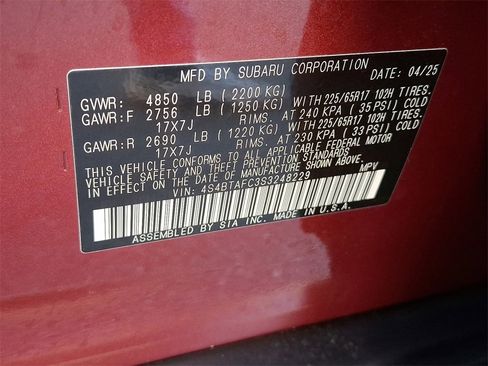 MFD BY SUBARU CORPORATION
DATE: 04/25
GVWR: 4850 LB (2200 KG)
GAWR:F 2756 LB (1250 KG) WITH 225/65R17 102H TIRES.
17X7J RIMS. AT 240 KPA (35 PSI) COLD
GAWR:R 2690 LB (1220 KG) WITH 225/65R17 102H TIRES.
17X7J RIMS. AT 230 KPA (33 PSI) COLD
THIS VEHICLE CONFORMS TO ALL APPLICABLE FEDERAL MOTOR
VEHICLE SAFETY AND THEFT PREVENTION STANDARDS IN EFFECT
ON THE DATE OF MANUFACTURE SHOWN ABOVE.
VIN: 4S4BTAFC3S3248229 MPV
ASSEMBLED BY SIA INC. MADE IN U.S.A.